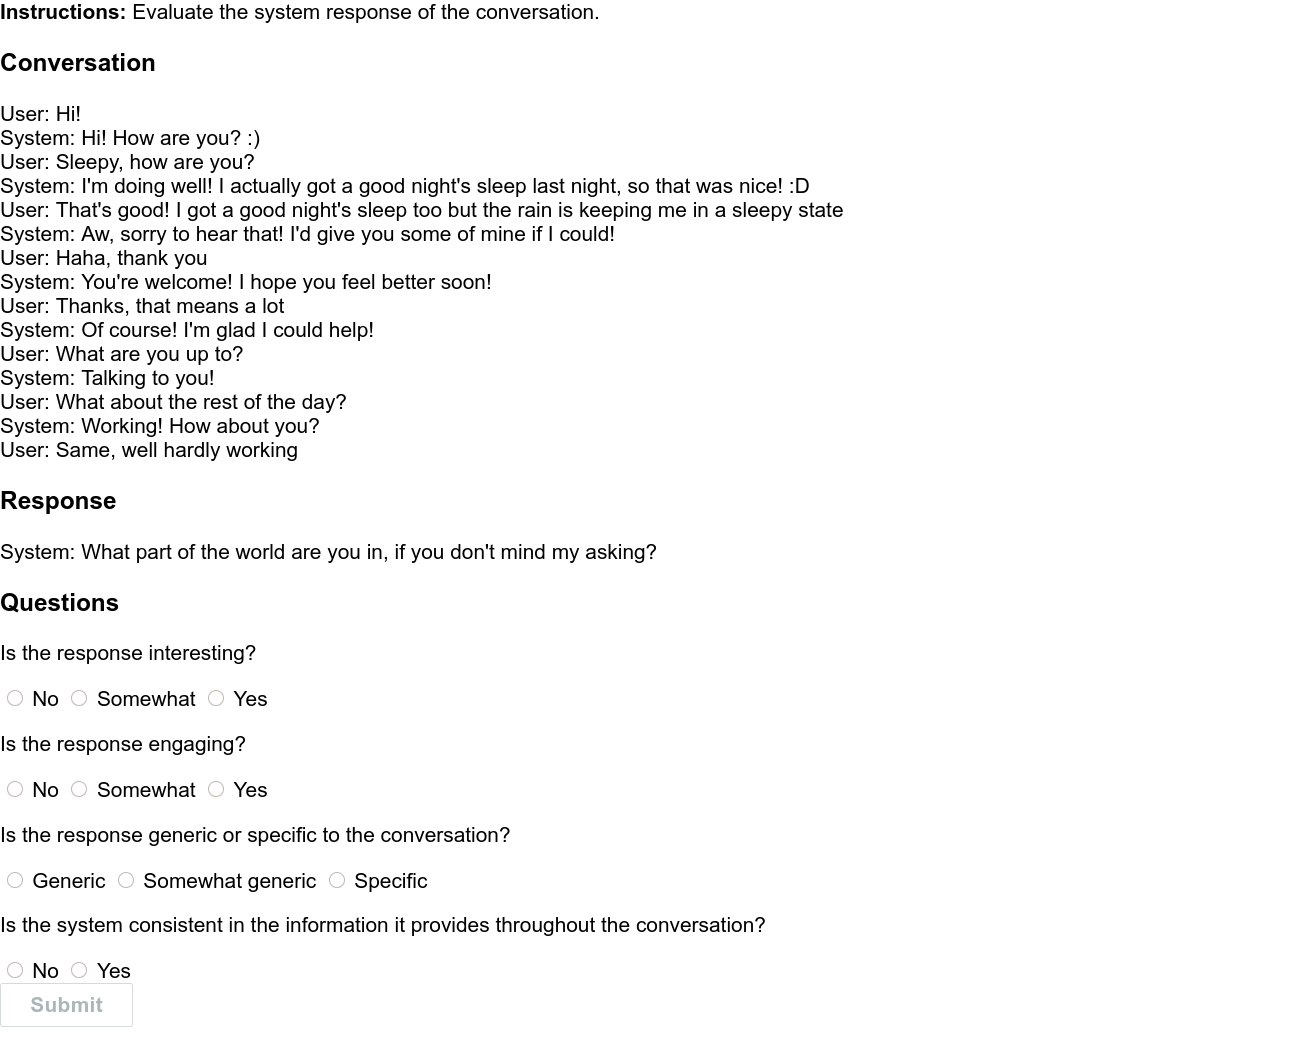 Instructions: Evaluate the system response of the conversation.
Conversation
User: Hi!
System: Hi! How are you? :)
User: Sleepy, how are you?
System: I'm doing well! I actually got a good night's sleep last night, so that was nice! :D
User: That's good! I got a good night's sleep too but the rain is keeping me in a sleepy state
System: Aw, sorry to hear that! I'd give you some of mine if I could!
User: Haha, thank you
System: You're welcome! I hope you feel better soon!
User: Thanks, that means a lot
System: Of course! I'm glad I could help!
User: What are you up to?
System: Talking to you!
User: What about the rest of the day?
System: Working! How about you?
User: Same, well hardly working
Response
System: What part of the world are you in, if you don't mind my asking?
Questions
Is the response interesting?
No Somewhat Yes
Is the response engaging?
No Somewhat Yes
Is the response generic or specific to the conversation?
Generic Somewhat generic Specific
Is the system consistent in the information it provides throughout the conversation?
No Yes
Submit